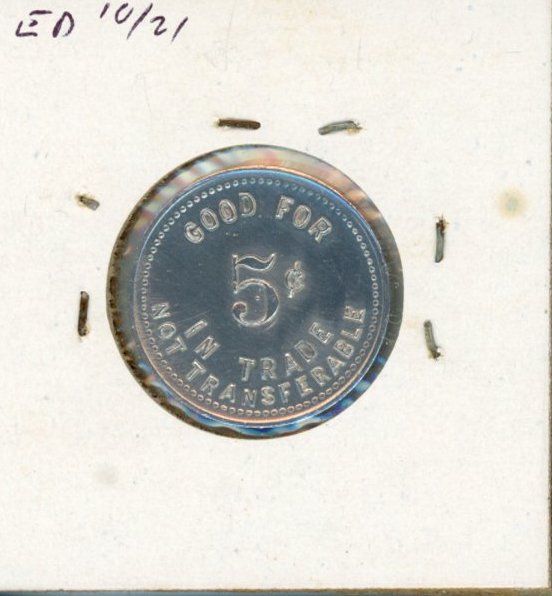 ED 10/21
GOOD FOR
5¢
IN TRADE
NOT TRANSFERABLE